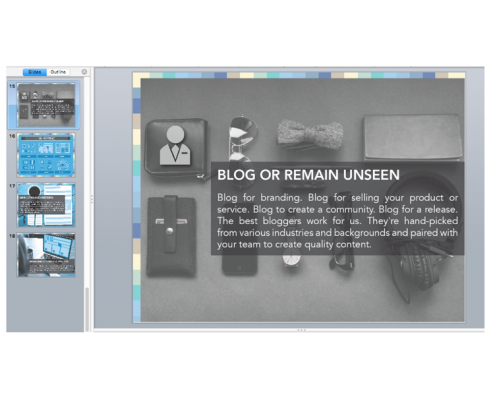 Slides Outline
15
16
17
18
BLOG OR REMAIN UNSEEN
Blog for branding. Blog for selling your product or
service. Blog to create a community. Blog for a release.
The best bloggers work for us. They're hand-picked
from various industries and backgrounds and paired with
your team to create quality content.